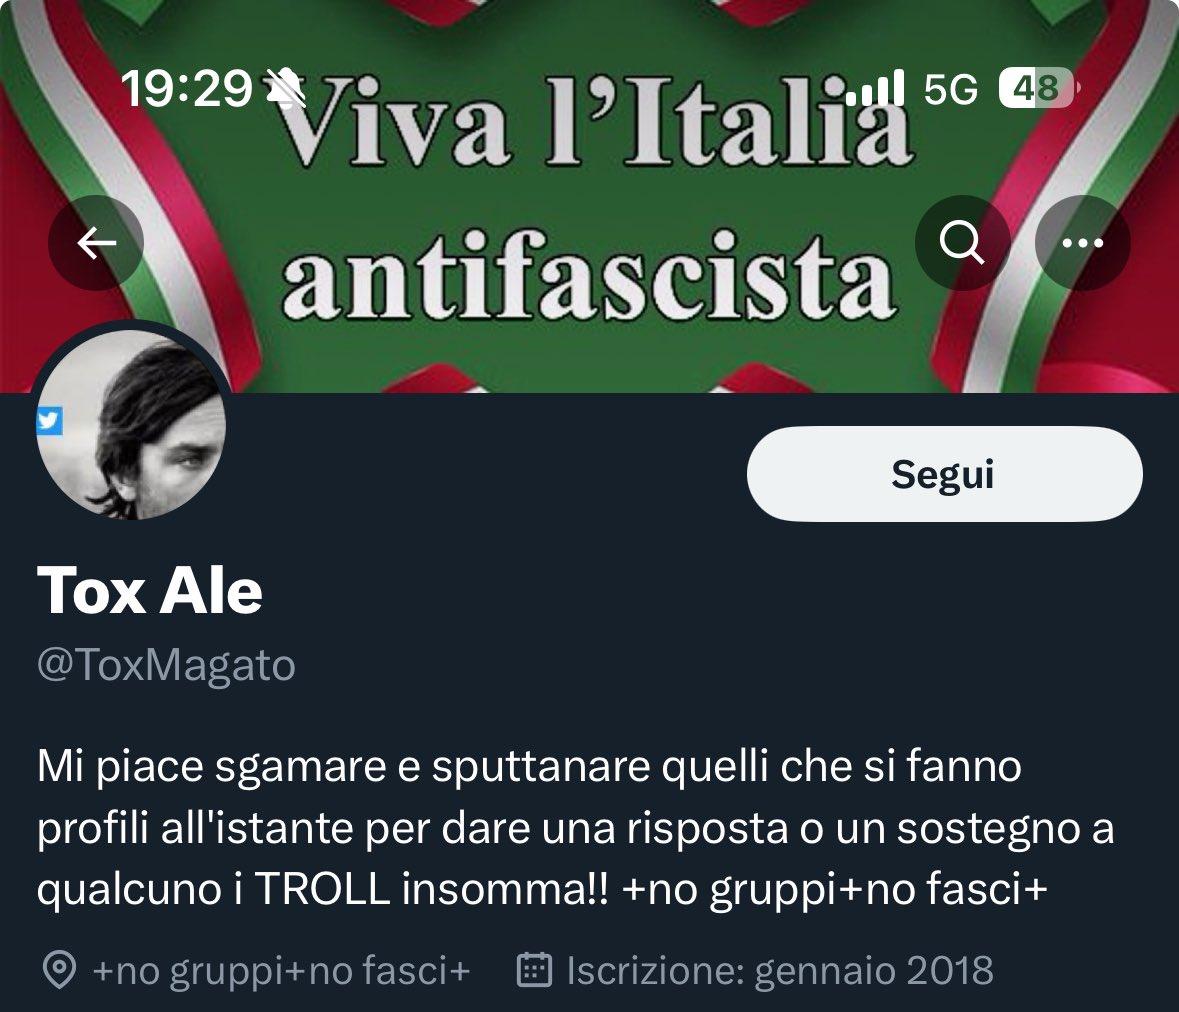 19:29 5G 48
Viva l’Italia
antifascista
Segui
Tox Ale
@ToxMagato
Mi piace sgamare e sputtanare quelli che si fanno
profili all'istante per dare una risposta o un sostegno a
qualcuno i TROLL insomma!! +no gruppi+no fasci+
+no gruppi+no fasci+ Iscrizione: gennaio 2018